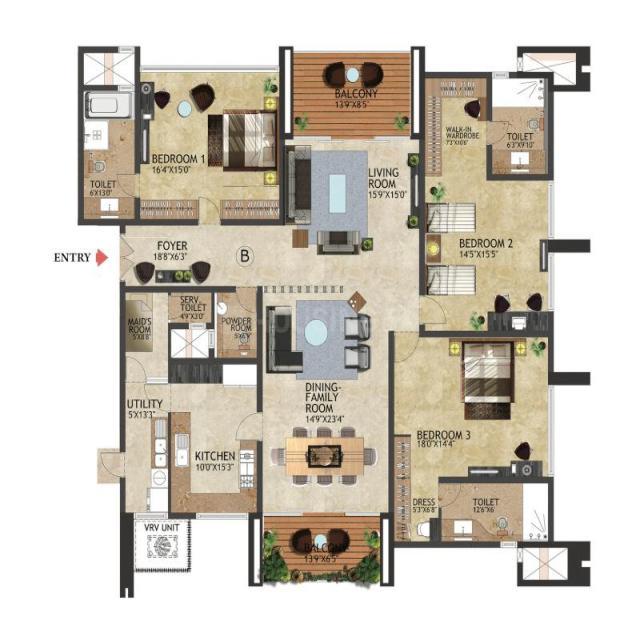 BALCONY
13'9"X8'5"
BEDROOM 1
16'4"X15'0"
TOILET
6'X13'0"
LIVING
ROOM
15'9"X15'0"
WALK-IN
WARDROBE
7'3"X10'6"
TOILET
6'3"X9'10"
BEDROOM 2
14'5"X15'5"
ENTRY
FOYER
18'8"X6'3"
B
MAID'S
ROOM
5'X8'8"
SERV.
TOILET
4'9"X3'0"
POWDER
ROOM
UTILITY
5'X13'3"
KITCHEN
10'0"X15'3"
DINING-
FAMILY
ROOM
14'9"X23'4"
BEDROOM 3
18'0"X14'4"
DRESS
5'3"X6'8"
TOILET
12'6"X6'
VRV UNIT
BALCONY
13'9"X6'5"